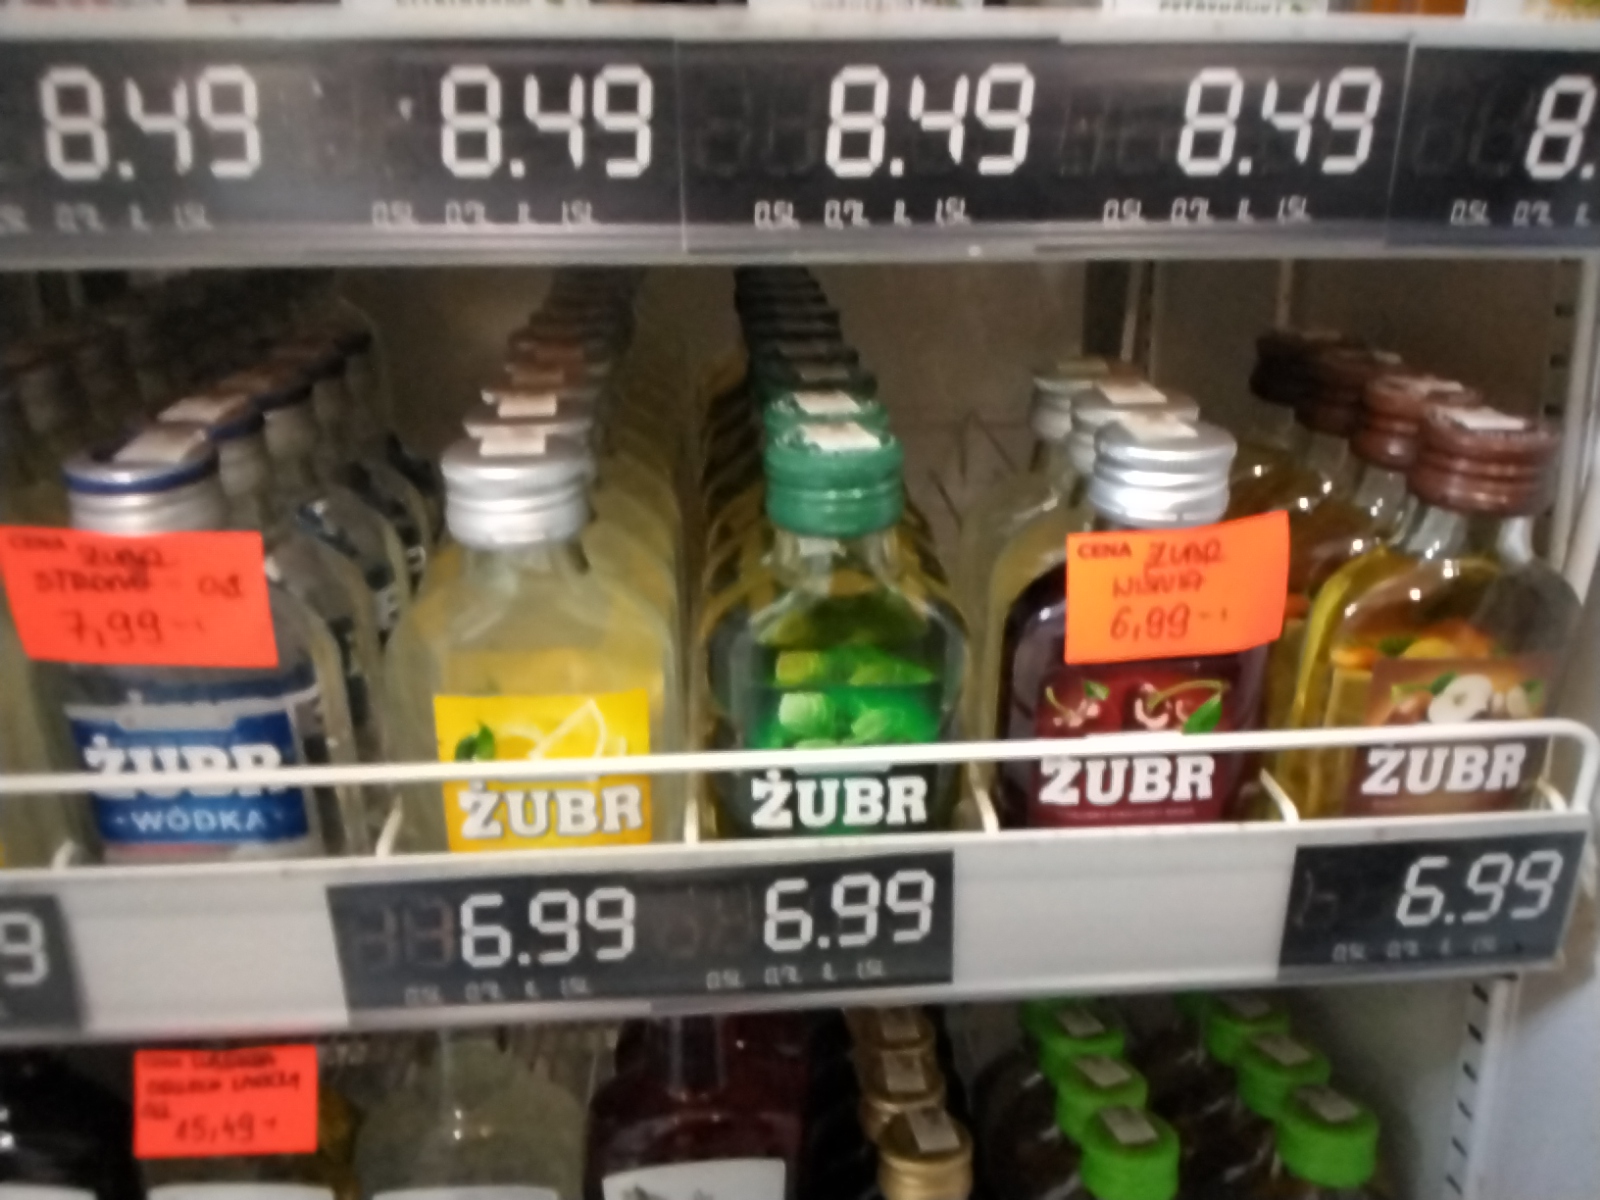 8.49 8.49 8.49 8.49 8.
0.5L 0.7L 1L 1.5L 0.5L 0.7L 1L 1.5L 0.5L 0.7L 1L 1.5L 0.5L 0.7L 1L
CENA ŻUBR
STRONG
7,99
CENA ŻUBR
6,99
ŻUBR
WÓDKA
ŻUBR
ŻUBR
ŻUBR
ŻUBR
9 6.99 6.99 6.99
0.5L 0.7L 1L 1.5L 0.5L 0.7L 1L 1.5L 0.5L 0.7L 1L 1.5L
15,49